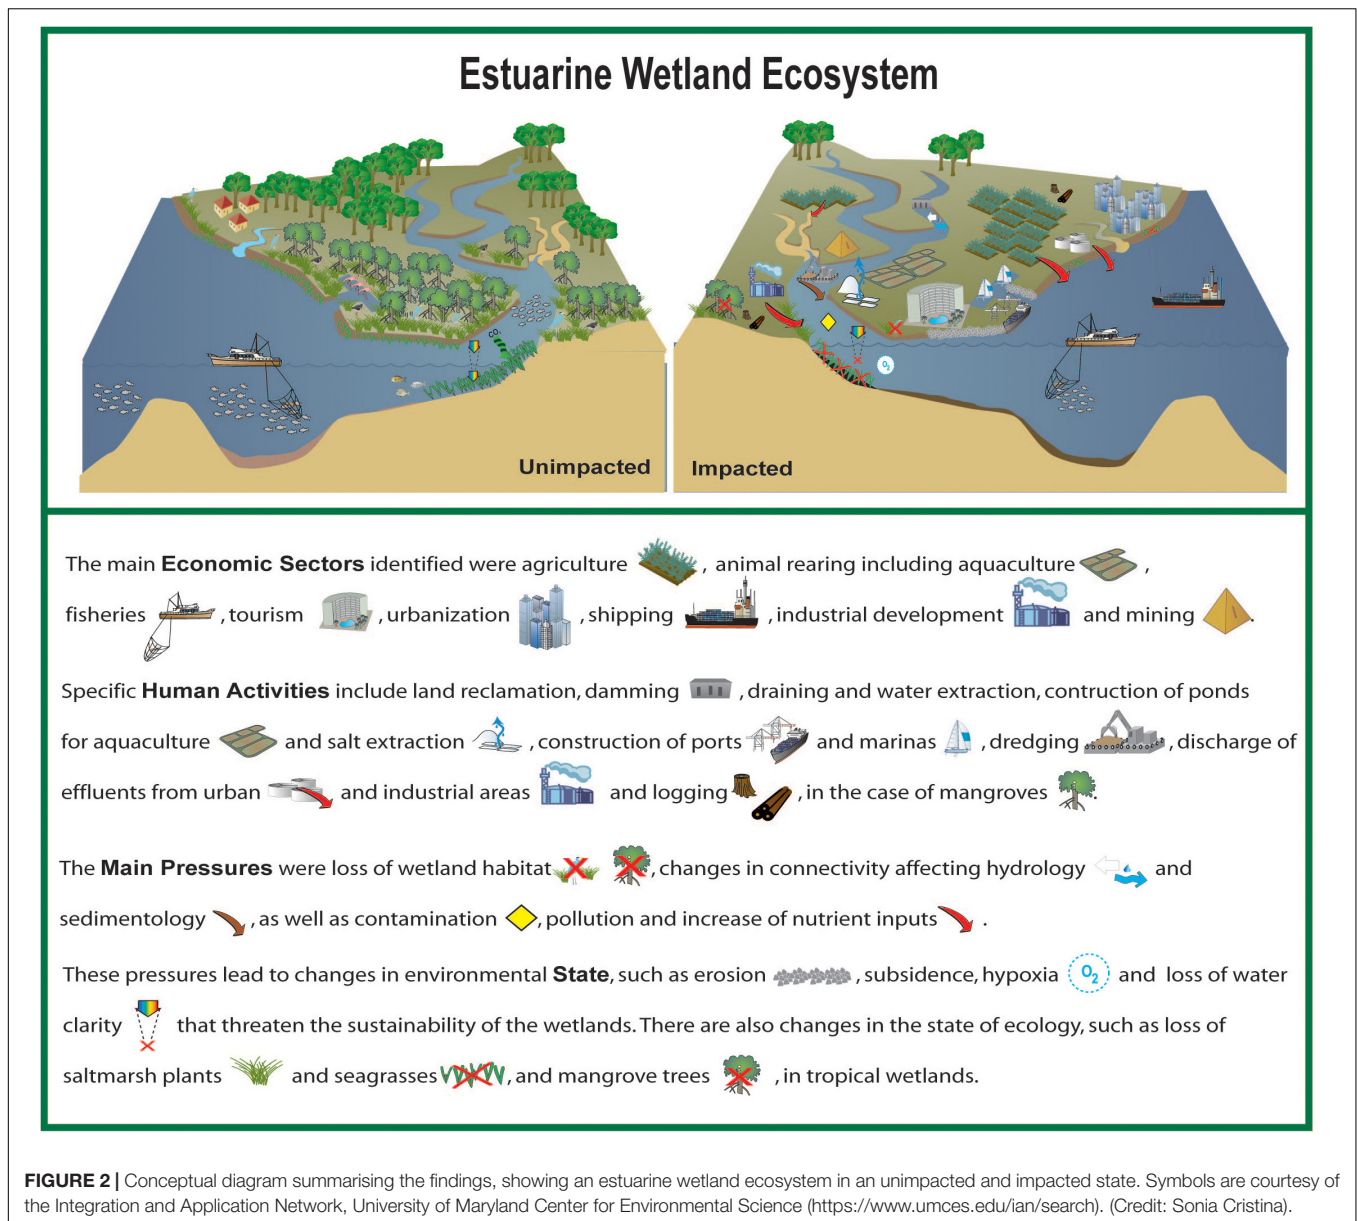 Estuarine Wetland Ecosystem
CO₂
O₂
Unimpacted
Impacted
The main Economic Sectors identified were agriculture , animal rearing including aquaculture ,
fisheries , tourism , urbanization , shipping , industrial development and mining .
Specific Human Activities include land reclamation, damming , draining and water extraction, contruction of ponds
for aquaculture and salt extraction , construction of ports and marinas , dredging , discharge of
effluents from urban and industrial areas and logging , in the case of mangroves .
The Main Pressures were loss of wetland habitat , changes in connectivity affecting hydrology and
sedimentology , as well as contamination , pollution and increase of nutrient inputs .
These pressures lead to changes in environmental State, such as erosion , subsidence, hypoxia O₂ and loss of water
clarity that threaten the sustainability of the wetlands. There are also changes in the state of ecology, such as loss of
saltmarsh plants and seagrasses , and mangrove trees , in tropical wetlands.
FIGURE 2 | Conceptual diagram summarising the findings, showing an estuarine wetland ecosystem in an unimpacted and impacted state. Symbols are courtesy of
the Integration and Application Network, University of Maryland Center for Environmental Science (https://www.umces.edu/ian/search). (Credit: Sonia Cristina).